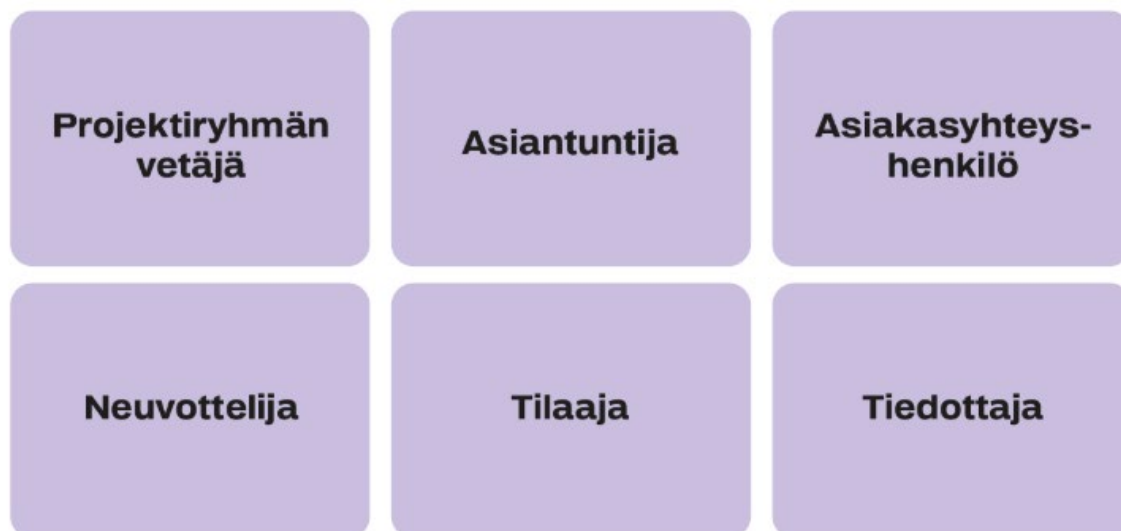 Projektiryhmän
vetäjä
Asiantuntija
Asiakasyhteys-
henkilö
Neuvottelija
Tilaaja
Tiedottaja